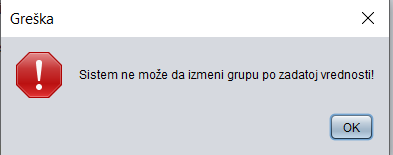 Greška
Sistem ne može da izmeni grupu po zadatoj vrednosti!
OK